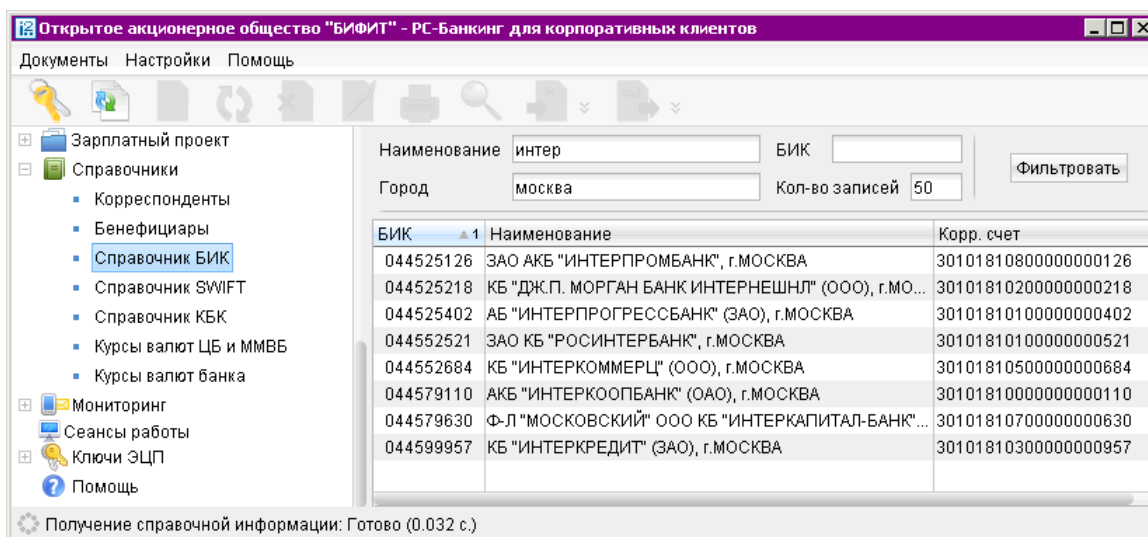 Открытое акционерное общество "БИФИТ" - РС-Банкинг для корпоративных клиентов
Документы Настройки Помощь
in out
Зарплатный проект
Справочники
Корреспонденты
Бенефициары
Справочник БИК
Справочник SWIFT
Справочник КБК
Курсы валют ЦБ и ММВБ
Курсы валют банка
Мониторинг
Сеансы работы
Ключи ЭЦП
Помощь
Наименование интер БИК
Город москва Кол-во записей 50
Фильтровать
БИК 1 Наименование Корр. счет
044525126 ЗАО АКБ "ИНТЕРПРОМБАНК", г.МОСКВА 30101810800000000126
044525218 КБ "ДЖ.П. МОРГАН БАНК ИНТЕРНЕШНЛ" (ООО), г.МО... 30101810200000000218
044525402 АБ "ИНТЕРПРОГРЕССБАНК" (ЗАО), г.МОСКВА 30101810100000000402
044552521 ЗАО КБ "РОСИНТЕРБАНК", г.МОСКВА 30101810100000000521
044552684 КБ "ИНТЕРКОММЕРЦ" (ООО), г.МОСКВА 30101810500000000684
044579110 АКБ "ИНТЕРКООПБАНК" (ОАО), г.МОСКВА 30101810000000000110
044579630 Ф-Л "МОСКОВСКИЙ" ООО КБ "ИНТЕРКАПИТАЛ-БАНК"... 30101810700000000630
044599957 КБ "ИНТЕРКРЕДИТ" (ЗАО), г.МОСКВА 30101810300000000957
Получение справочной информации: Готово (0.032 с.)